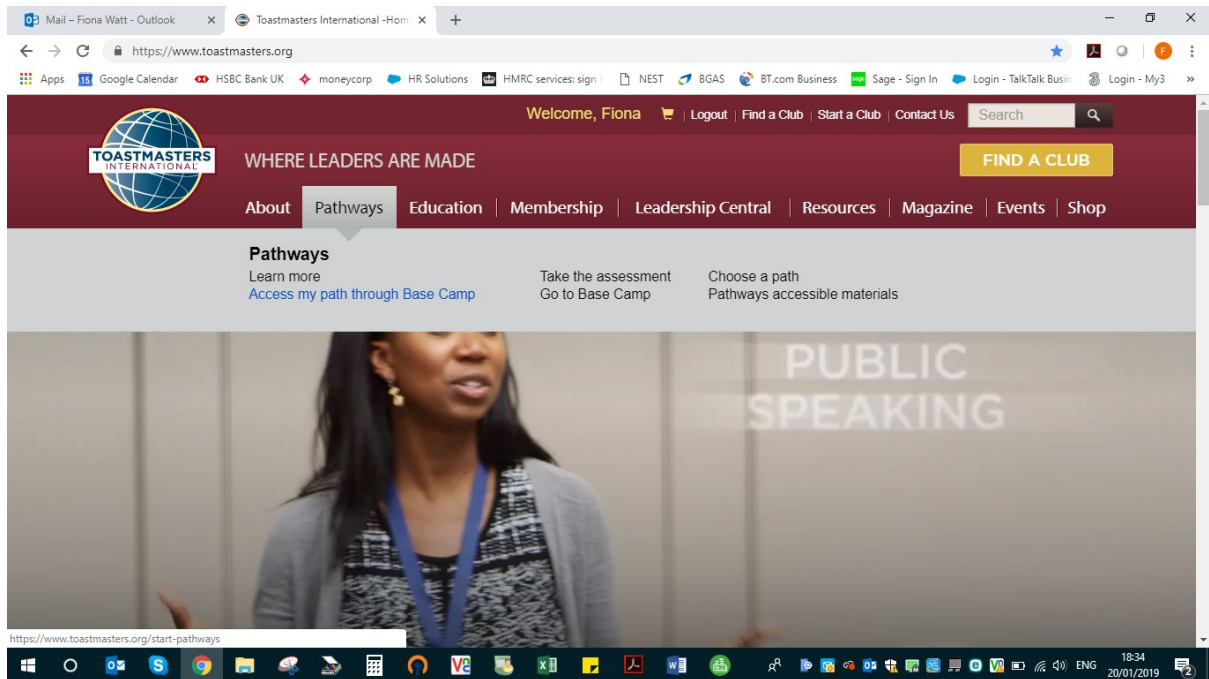 Mail – Fiona Watt - Outlook
Toastmasters International -Hom
https://www.toastmasters.org
Apps 15 Google Calendar HSBC Bank UK moneycorp HR Solutions HMRC services: sign i NEST BGAS BT.com Business Sage - Sign In Login - TalkTalk Busin Login - My3 »
Welcome, Fiona | Logout | Find a Club | Start a Club | Contact Us Search
TOASTMASTERS
INTERNATIONAL
WHERE LEADERS ARE MADE
FIND A CLUB
About Pathways Education | Membership | Leadership Central | Resources | Magazine | Events | Shop
Pathways
Learn more Take the assessment Choose a path
Access my path through Base Camp Go to Base Camp Pathways accessible materials
PUBLIC
SPEAKING
https://www.toastmasters.org/start-pathways
ENG 18:34
20/01/2019